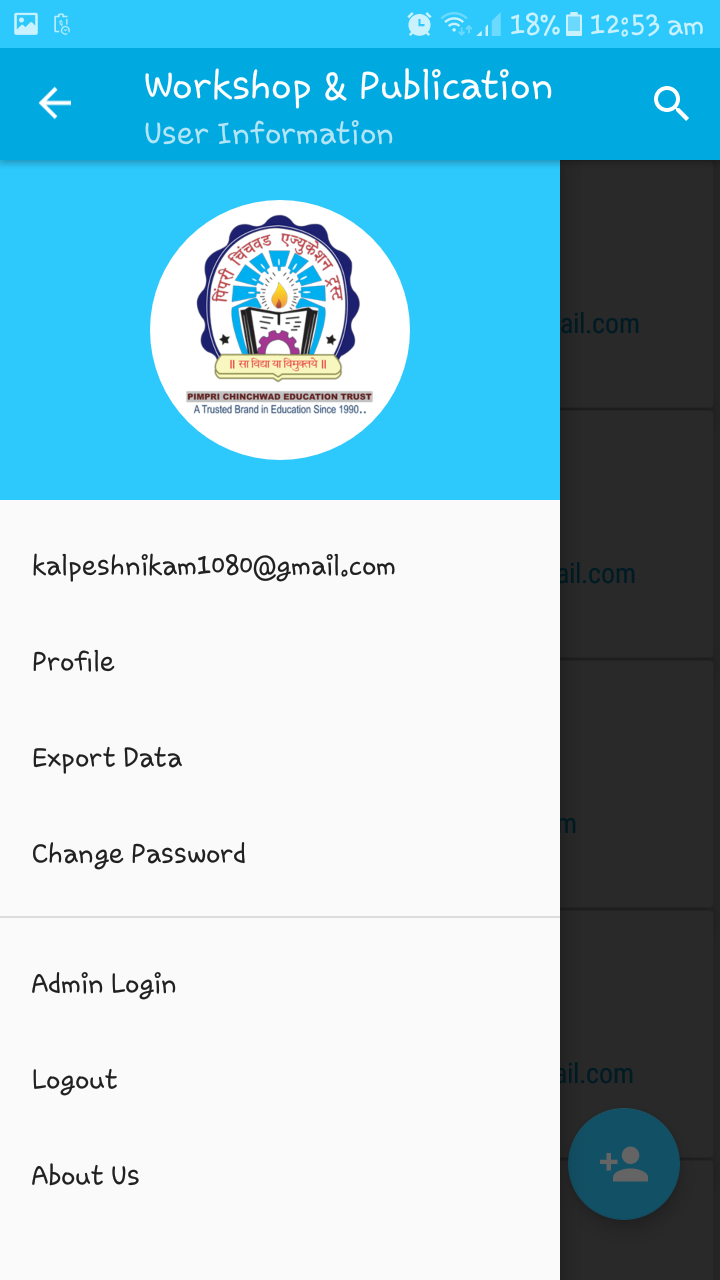 18% 12:53 am
Workshop & Publication
User Information
पिंपरी चिंचवड एज्युकेशन ट्रस्ट
॥ सा विद्या या विमुक्तये ॥
PIMPRI CHINCHWAD EDUCATION TRUST
A Trusted Brand in Education Since 1990..
ail.com
ail.com
m
ail.com
kalpeshnikam1080@gmail.com
Profile
Export Data
Change Password
Admin Login
Logout
About Us